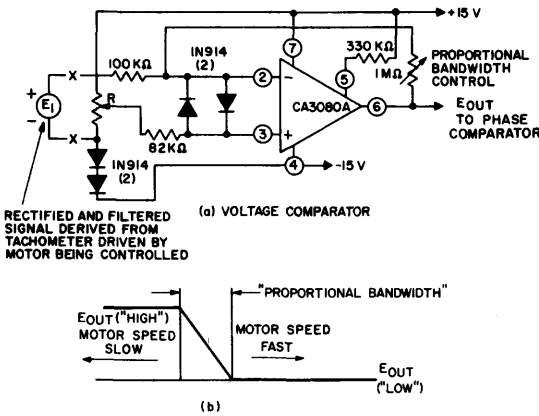 +15 V
7
330 KΩ
100 KΩ
1N914
(2)
PROPORTIONAL
BANDWIDTH
CONTROL
1MΩ
5
2
−
+
E1
−
R
CA3080A
6
EOUT
TO PHASE
COMPARATOR
X
X
82KΩ
3
+
4
-15 V
1N914
(2)
(a) VOLTAGE COMPARATOR
RECTIFIED AND FILTERED
SIGNAL DERIVED FROM
TACHOMETER DRIVEN BY
MOTOR BEING CONTROLLED
"PROPORTIONAL BANDWIDTH"
EOUT ("HIGH")
MOTOR SPEED
SLOW
MOTOR SPEED
FAST
EOUT
("LOW")
(b)